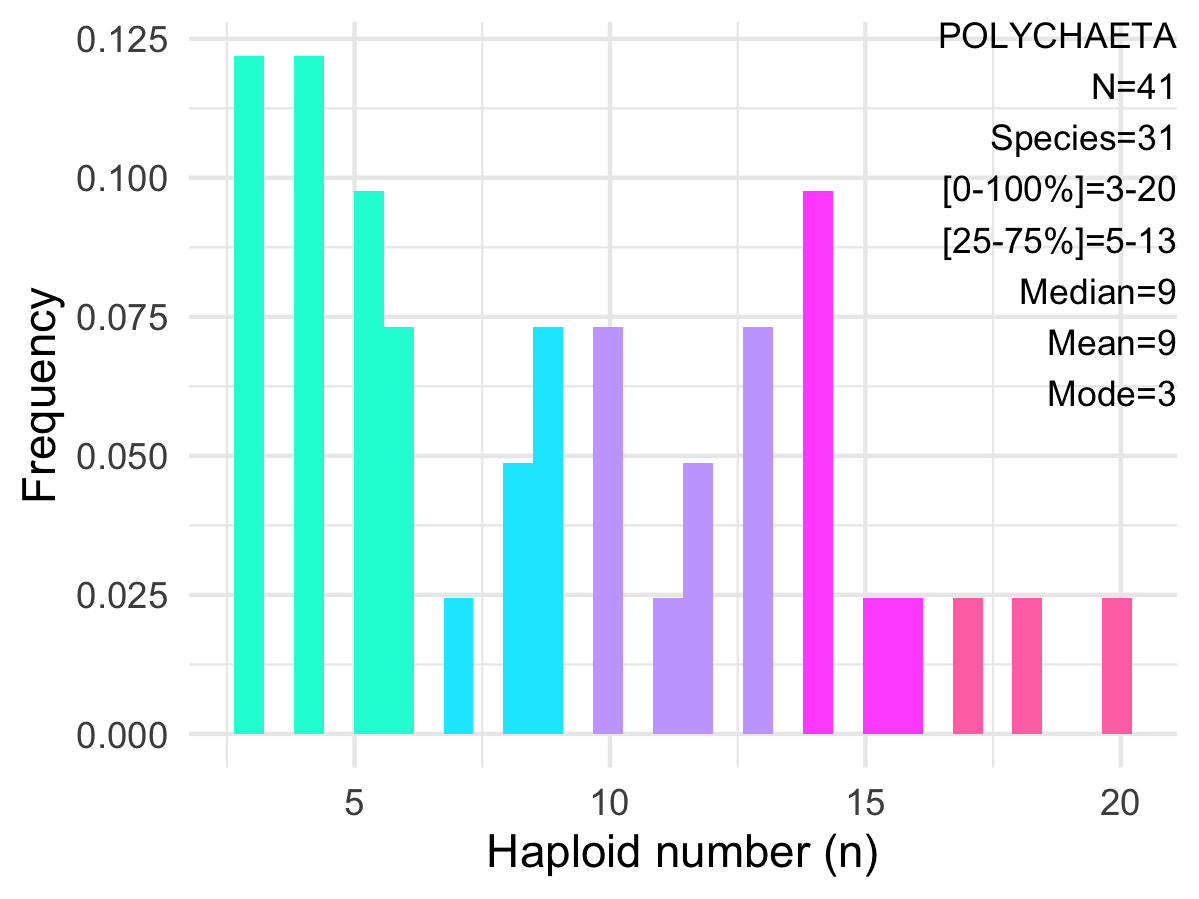 POLYCHAETA
N=41
Species=31
[0-100%]=3-20
[25-75%]=5-13
Median=9
Mean=9
Mode=3
Frequency
0.125
0.100
0.075
0.050
0.025
0.000
5 10 15 20
Haploid number (n)